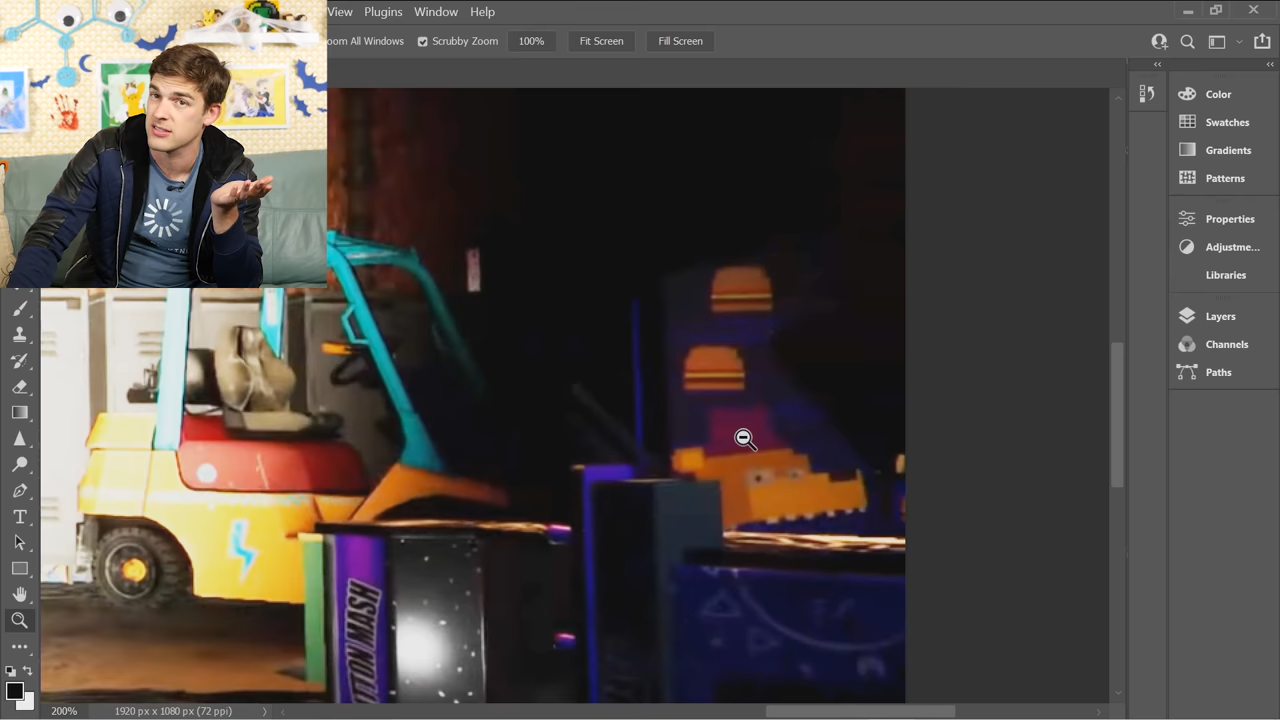 View Plugins Window Help
oom All Windows Scrubby Zoom 100% Fit Screen Fill Screen
Color
Swatches
Gradients
Patterns
Properties
Adjustme...
Libraries
Layers
Channels
Paths
TTON MASH
200% 1920 px x 1080 px (72 ppi)